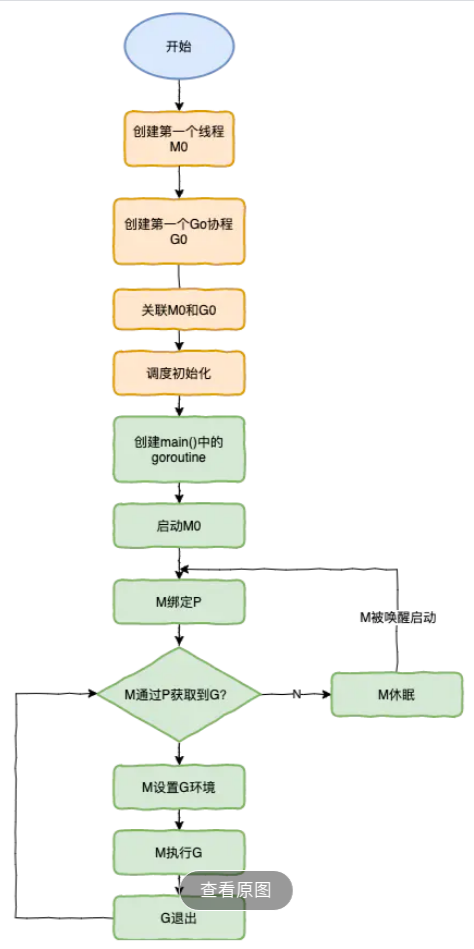 开始
创建第一个线程
M0
创建第一个Go协程
G0
关联M0和G0
调度初始化
创建main()中的
goroutine
启动M0
M绑定P
M被唤醒启动
M通过P获取到G?
N
M休眠
M设置G环境
M执行G
查看原图
G退出